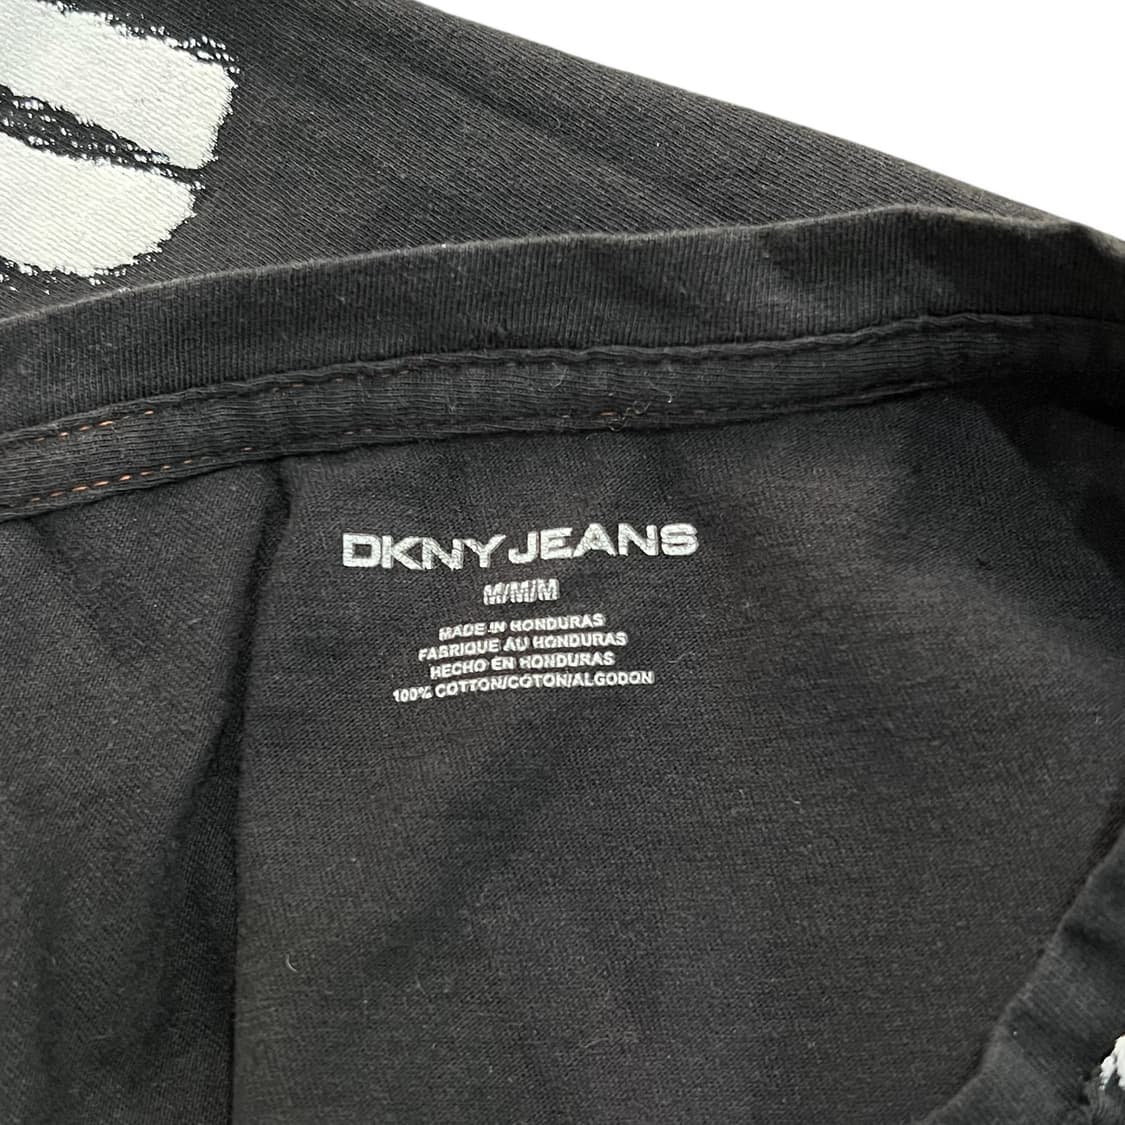 DKNY JEANS
M/M/M
MADE IN HONDURAS
FABRIQUE AU HONDURAS
HECHO EN HONDURAS
100% COTTON/COTON/ALGODON